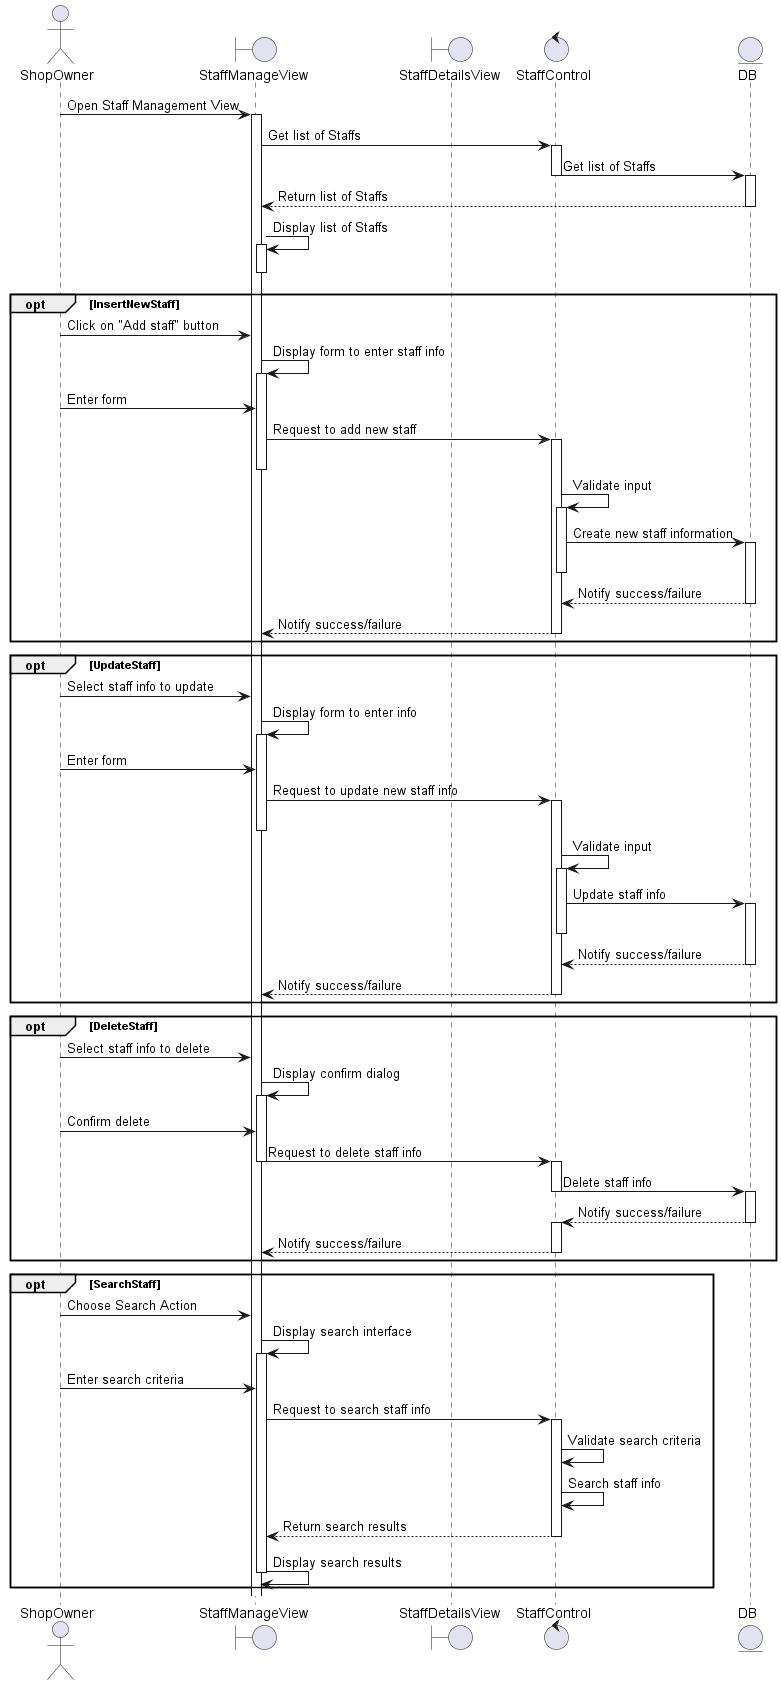 ShopOwner
StaffManageView
StaffDetailsView
StaffControl
DB
Open Staff Management View
Get list of Staffs
Get list of Staffs
Return list of Staffs
Display list of Staffs
opt [InsertNewStaff]
Click on "Add staff" button
Display form to enter staff info
Enter form
Request to add new staff
Validate input
Create new staff information
Notify success/failure
Notify success/failure
opt [UpdateStaff]
Select staff info to update
Display form to enter info
Enter form
Request to update new staff info
Validate input
Update staff info
Notify success/failure
Notify success/failure
opt [DeleteStaff]
Select staff info to delete
Display confirm dialog
Confirm delete
Request to delete staff info
Delete staff info
Notify success/failure
Notify success/failure
opt [SearchStaff]
Choose Search Action
Display search interface
Enter search criteria
Request to search staff info
Validate search criteria
Search staff info
Return search results
Display search results
ShopOwner
StaffManageView
StaffDetailsView
StaffControl
DB